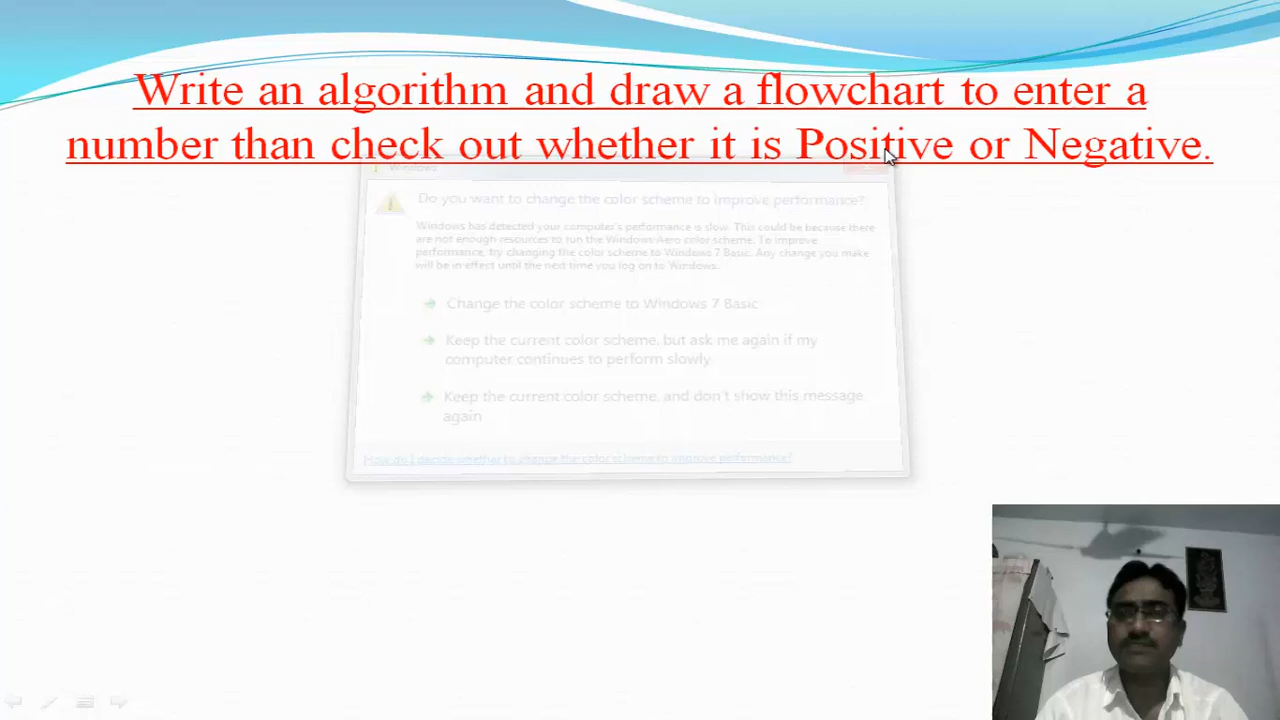 Write an algorithm and draw a flowchart to enter a
number than check out whether it is Positive or Negative.
Windows
Do you want to change the color scheme to improve performance?
Windows has detected your computer's performance is slow. This could be because there
are not enough resources to run the Windows Aero color scheme. To improve
performance, try changing the color scheme to Windows 7 Basic. Any change you make
will be in effect until the next time you log on to Windows.
Change the color scheme to Windows 7 Basic
Keep the current color scheme, but ask me again if my
computer continues to perform slowly
Keep the current color scheme, and don't show this message
again
How do I decide whether to change the color scheme to improve performance?